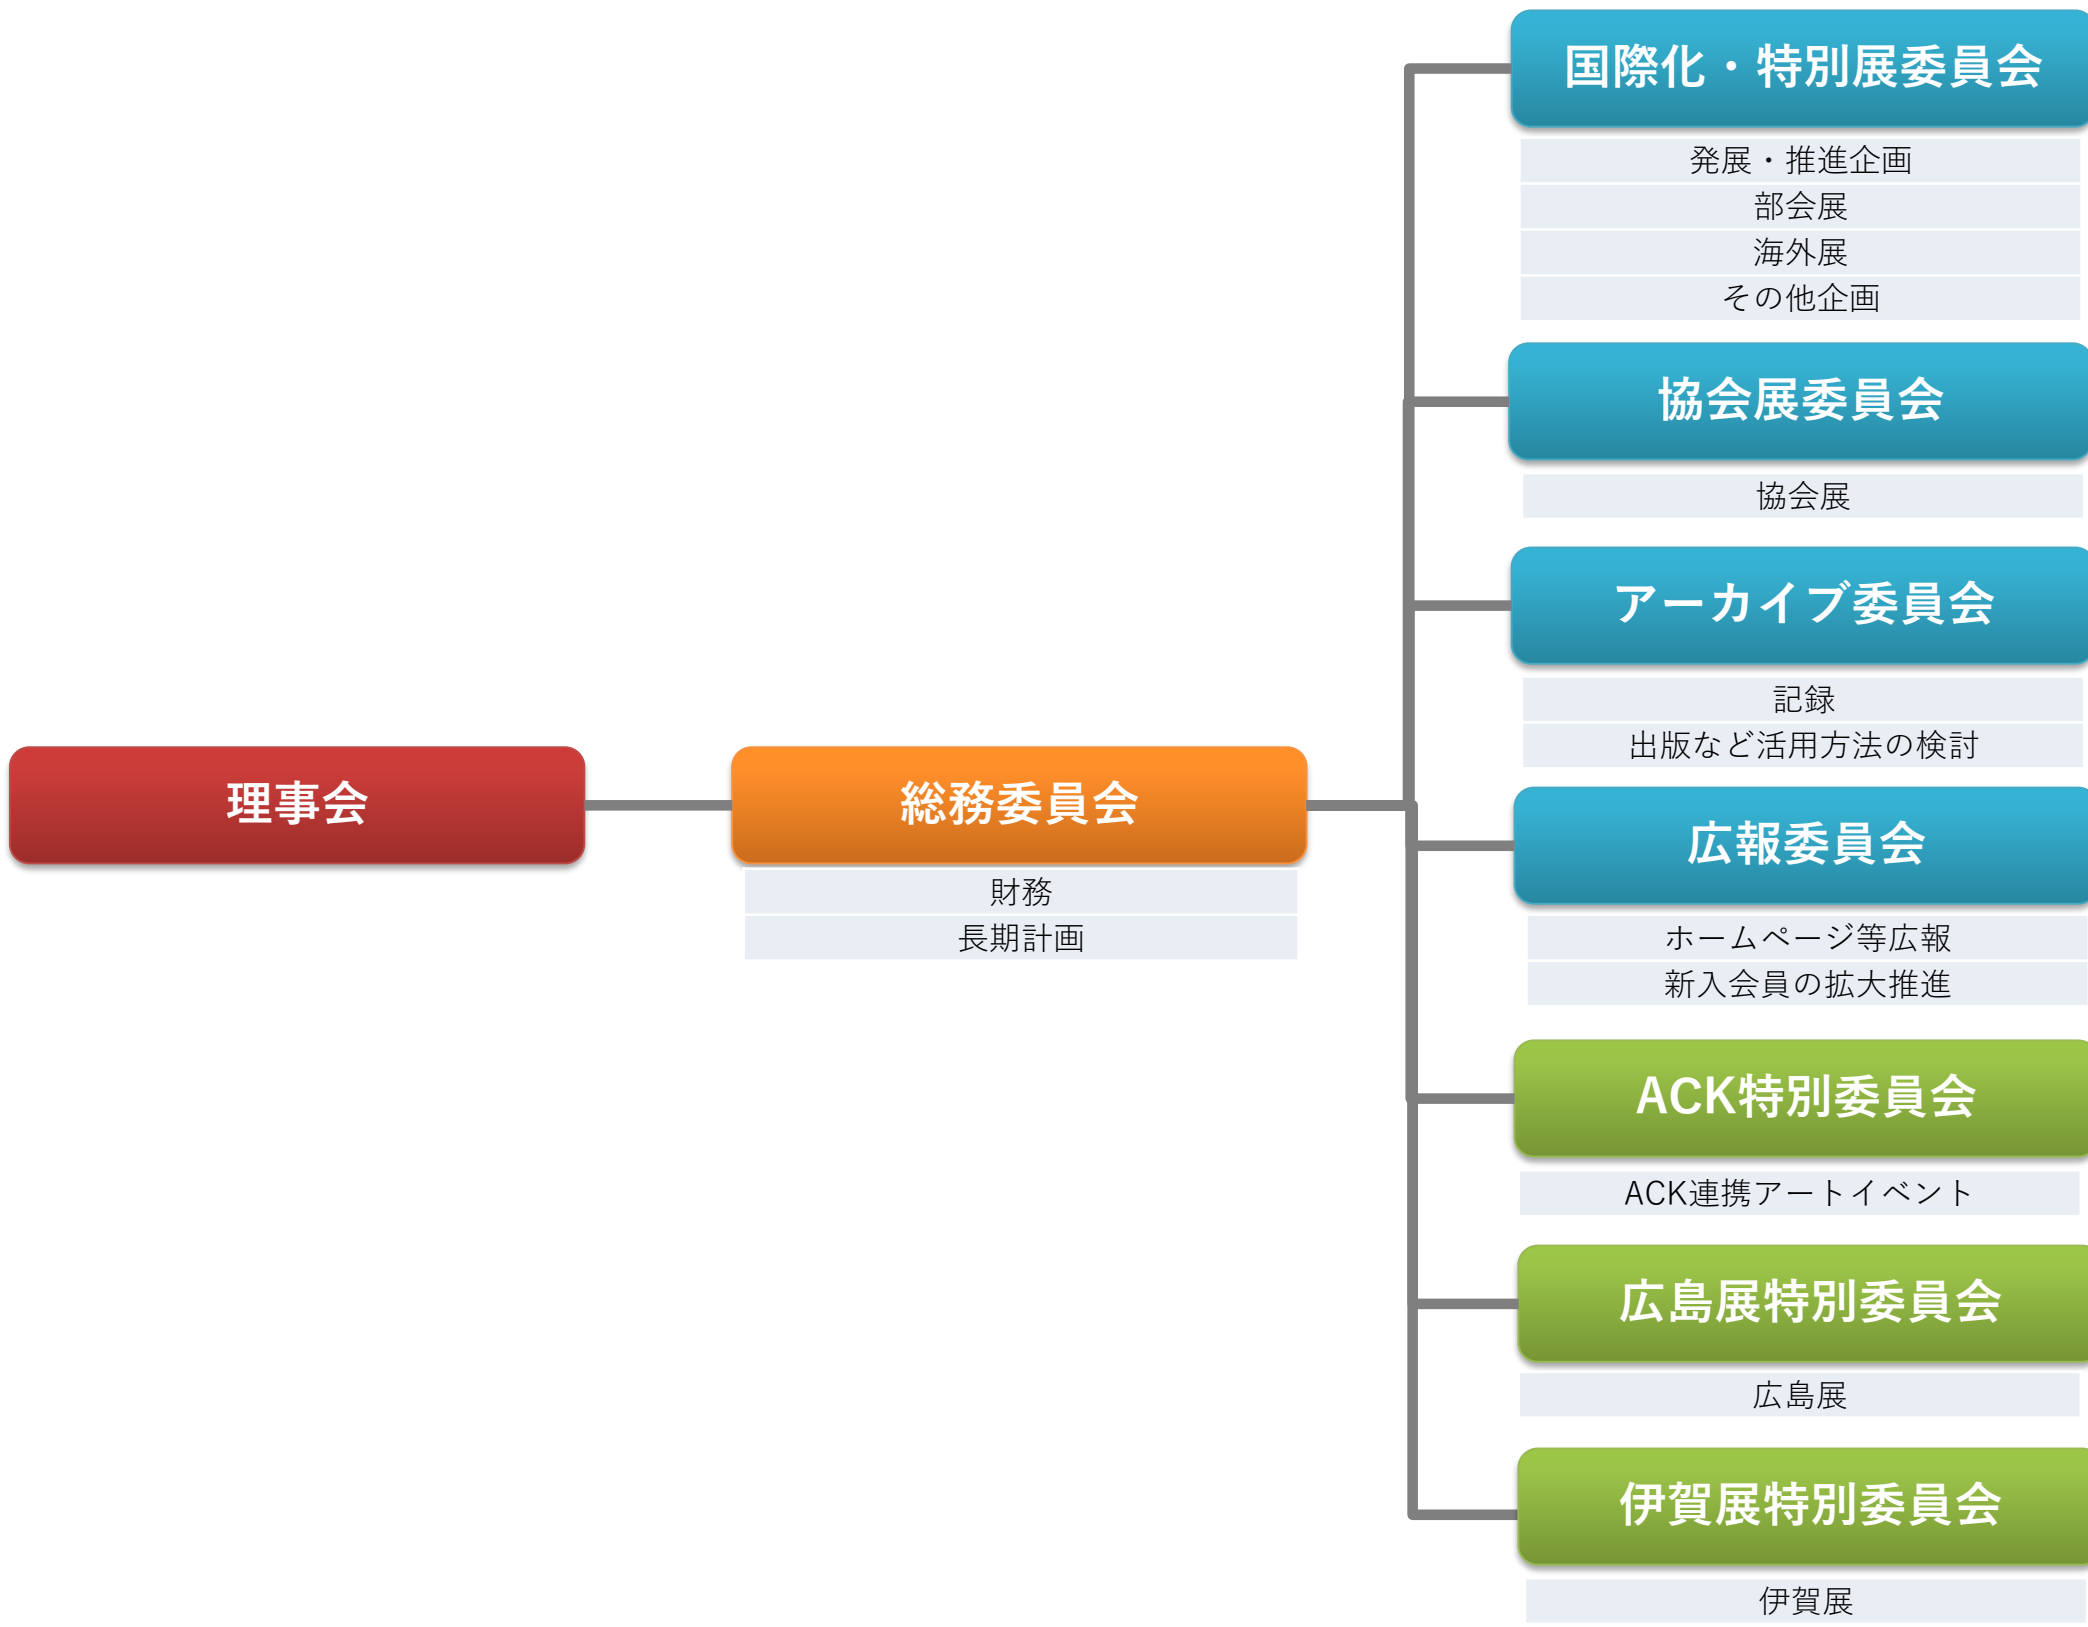 理事会
総務委員会
財務
長期計画
国際化・特別展委員会
発展・推進企画
部会展
海外展
その他企画
協会展委員会
協会展
アーカイブ委員会
記録
出版など活用方法の検討
広報委員会
ホームページ等広報
新入会員の拡大推進
ACK特別委員会
ACK連携アートイベント
広島展特別委員会
広島展
伊賀展特別委員会
伊賀展